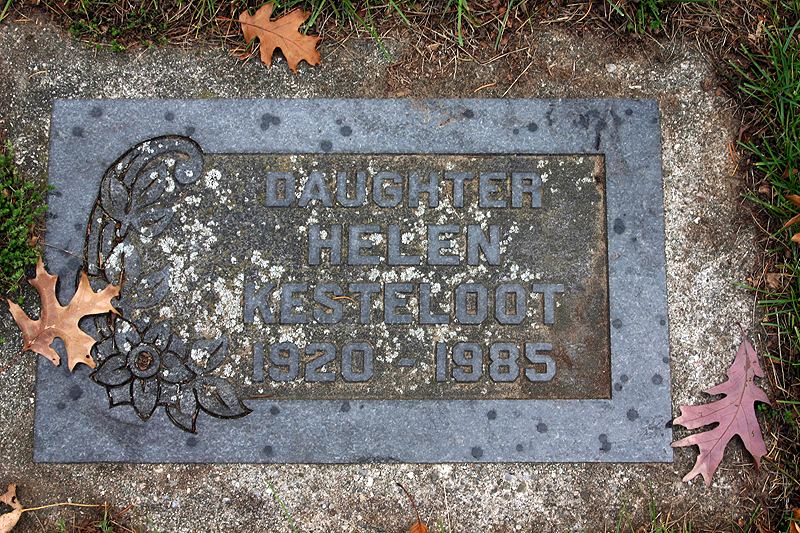 DAUGHTER
HELEN
KESTELOOT
1920 - 1985